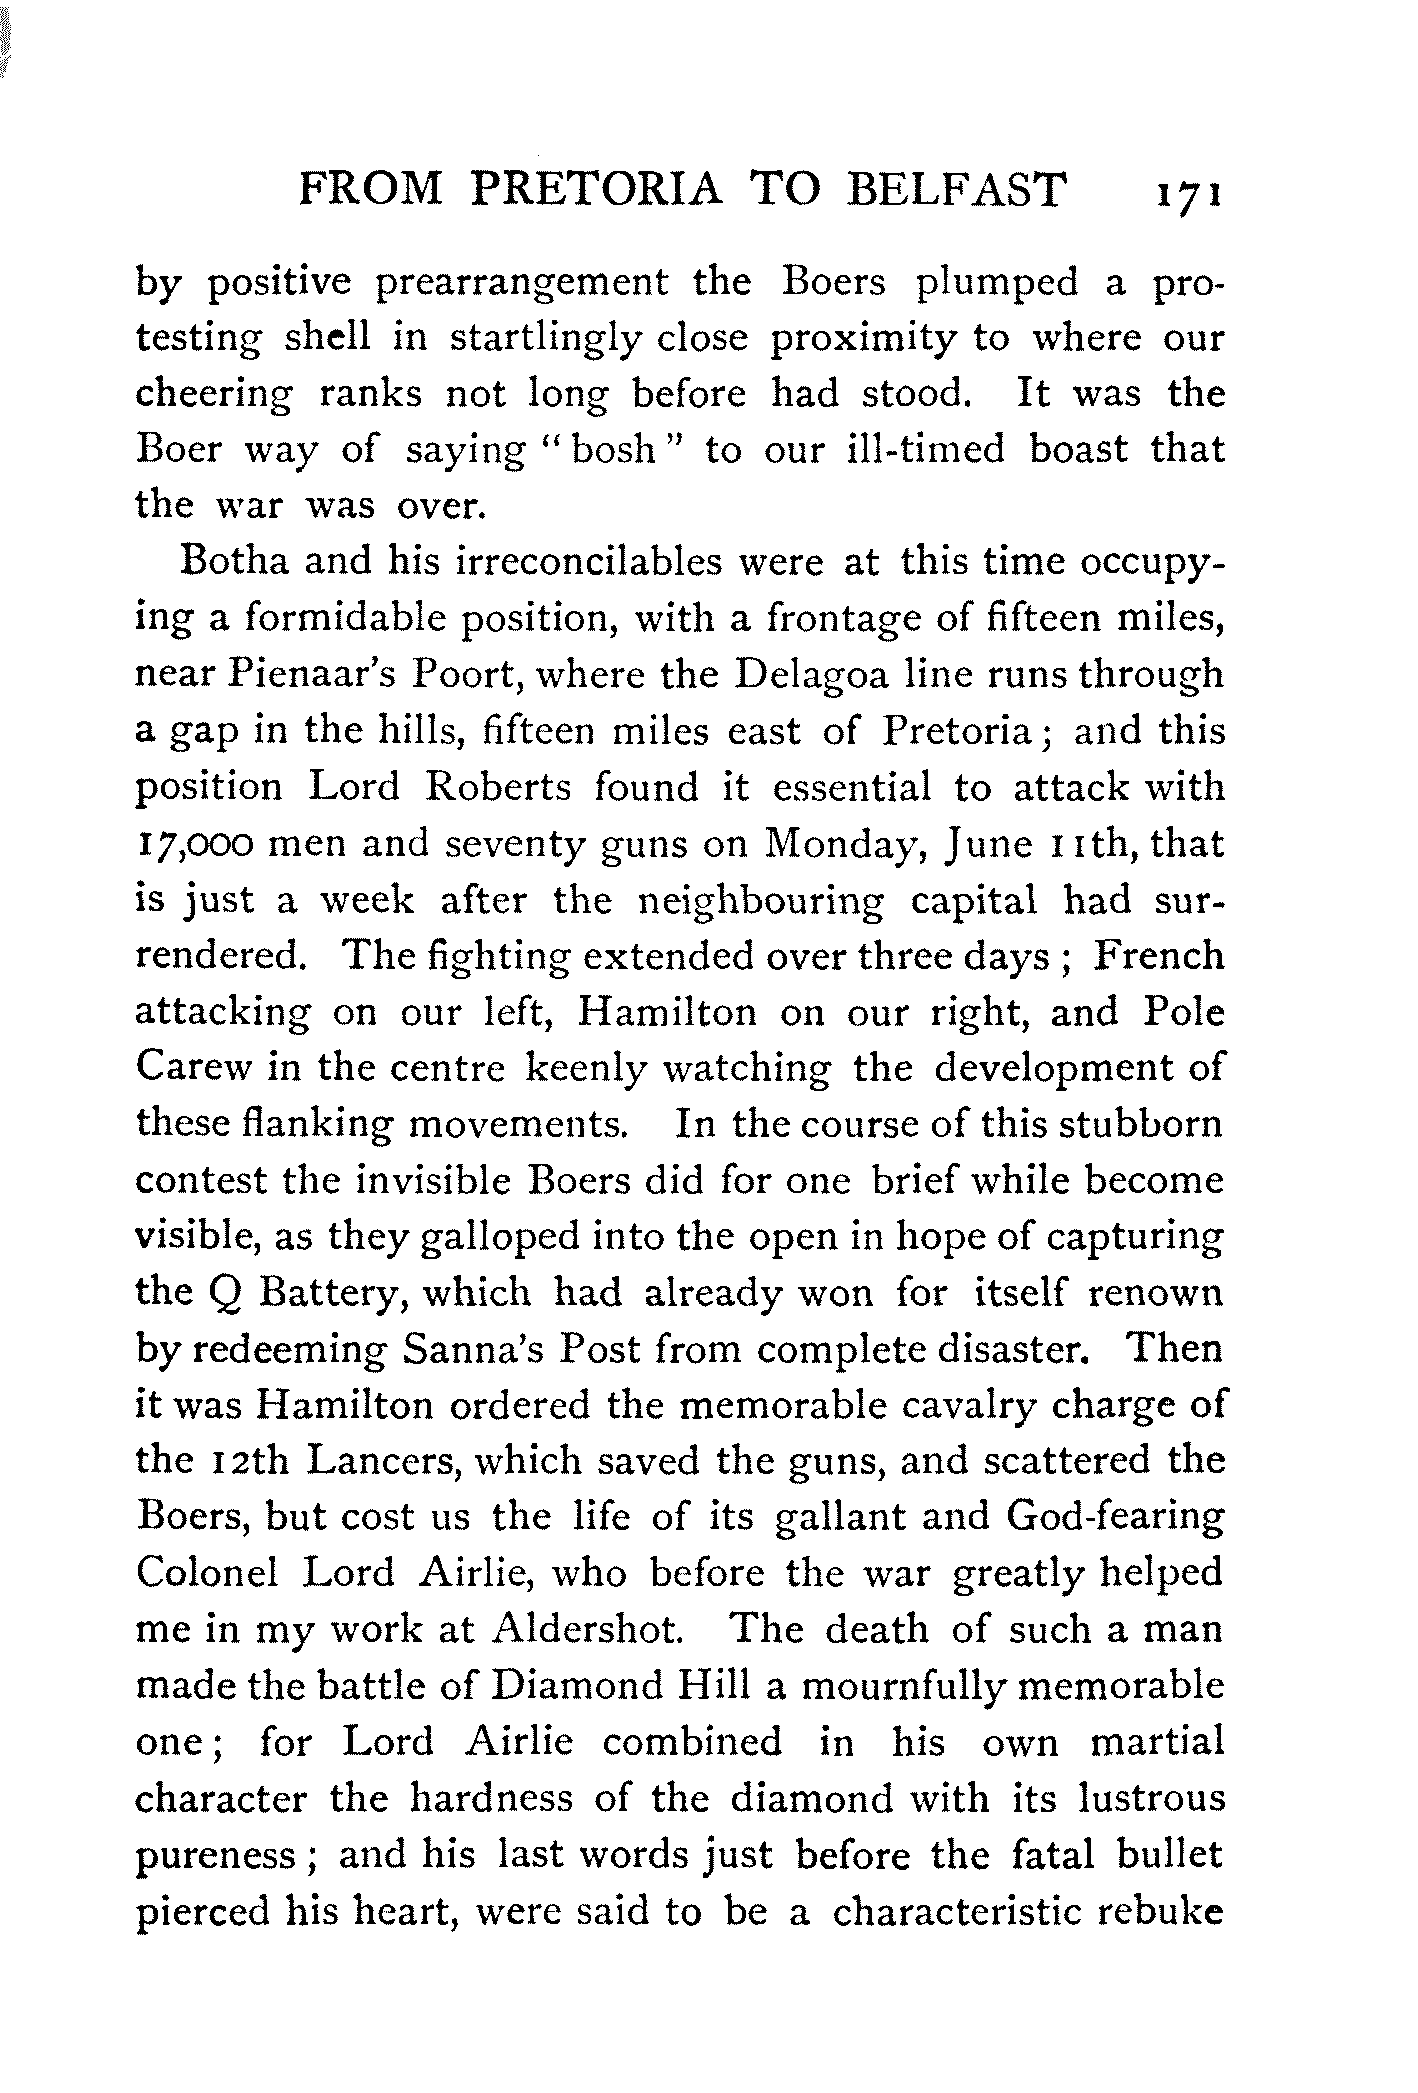 FROM PRETORIA TO BELFAST 171
by positive prearrangement the Boers plumped a pro-
testing shell in startlingly close proximity to where our
cheering ranks not long before had stood. It was the
Boer way of saying “bosh” to our ill-timed boast that
the war was over.
Botha and his irreconcilables were at this time occupy-
ing a formidable position, with a frontage of fifteen miles,
near Pienaar's Poort, where the Delagoa line runs through
a gap in the hills, fifteen miles east of Pretoria; and this
position Lord Roberts found it essential to attack with
17,000 men and seventy guns on Monday, June 11th, that
is just a week after the neighbouring capital had sur-
rendered. The fighting extended over three days; French
attacking on our left, Hamilton on our right, and Pole
Carew in the centre keenly watching the development of
these flanking movements. In the course of this stubborn
contest the invisible Boers did for one brief while become
visible, as they galloped into the open in hope of capturing
the Q Battery, which had already won for itself renown
by redeeming Sanna's Post from complete disaster. Then
it was Hamilton ordered the memorable cavalry charge of
the 12th Lancers, which saved the guns, and scattered the
Boers, but cost us the life of its gallant and God-fearing
Colonel Lord Airlie, who before the war greatly helped
me in my work at Aldershot. The death of such a man
made the battle of Diamond Hill a mournfully memorable
one; for Lord Airlie combined in his own martial
character the hardness of the diamond with its lustrous
pureness; and his last words just before the fatal bullet
pierced his heart, were said to be a characteristic rebuke